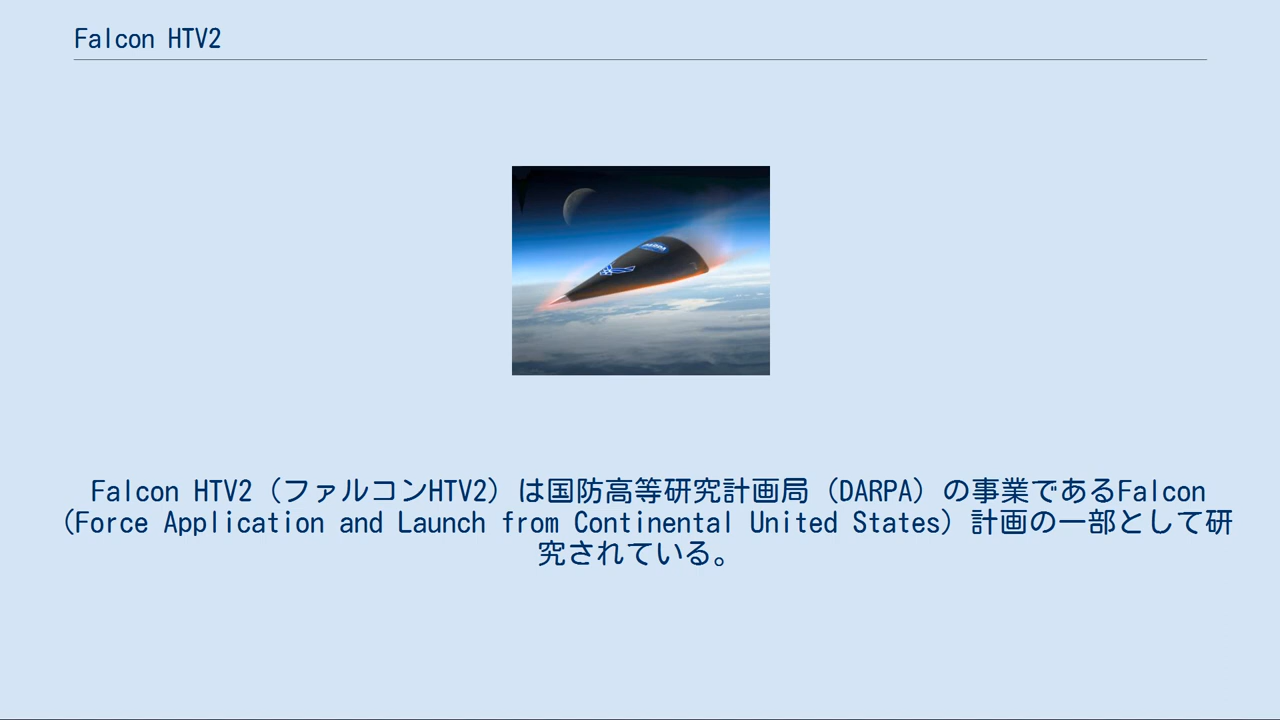 Falcon HTV2
DARPA
Falcon HTV2（ファルコンHTV2）は国防高等研究計画局（DARPA）の事業であるFalcon
（Force Application and Launch from Continental United States）計画の一部として研
究されている。